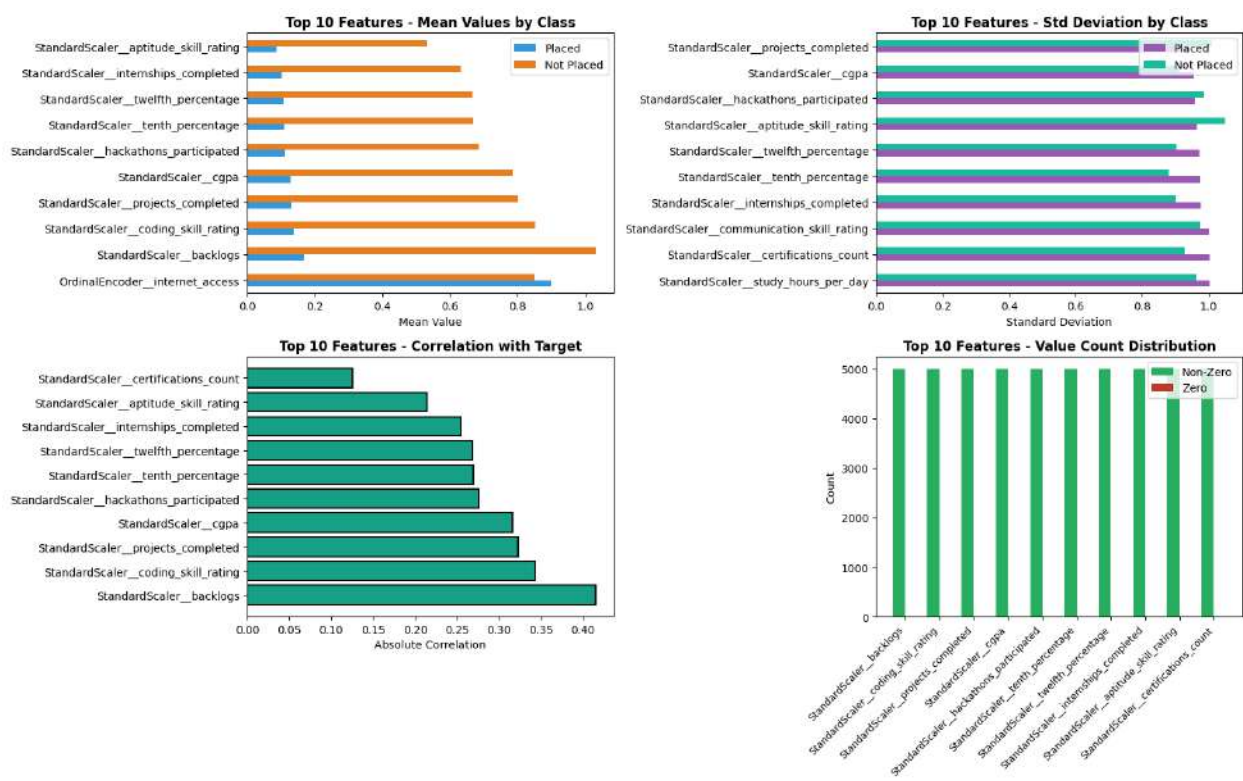 Top 10 Features - Mean Values by Class
StandardScaler__aptitude_skill_rating
StandardScaler__internships_completed
StandardScaler__twelfth_percentage
StandardScaler__tenth_percentage
StandardScaler__hackathons_participated
StandardScaler__cgpa
StandardScaler__projects_completed
StandardScaler__coding_skill_rating
StandardScaler__backlogs
OrdinalEncoder__internet_access
Placed
Not Placed
0.0 0.2 0.4 0.6 0.8 1.0
Mean Value
Top 10 Features - Std Deviation by Class
StandardScaler__projects_completed
StandardScaler__cgpa
StandardScaler__hackathons_participated
StandardScaler__aptitude_skill_rating
StandardScaler__twelfth_percentage
StandardScaler__tenth_percentage
StandardScaler__internships_completed
StandardScaler__communication_skill_rating
StandardScaler__certifications_count
StandardScaler__study_hours_per_day
Placed
Not Placed
0.0 0.2 0.4 0.6 0.8 1.0
Standard Deviation
Top 10 Features - Correlation with Target
StandardScaler__certifications_count
StandardScaler__aptitude_skill_rating
StandardScaler__internships_completed
StandardScaler__twelfth_percentage
StandardScaler__tenth_percentage
StandardScaler__hackathons_participated
StandardScaler__cgpa
StandardScaler__projects_completed
StandardScaler__coding_skill_rating
StandardScaler__backlogs
0.00 0.05 0.10 0.15 0.20 0.25 0.30 0.35 0.40
Absolute Correlation
Top 10 Features - Value Count Distribution
Non-Zero
Zero
5000
4000
3000
2000
1000
0
Count
StandardScaler__backlogs
StandardScaler__coding_skill_rating
StandardScaler__projects_completed
StandardScaler__cgpa
StandardScaler__hackathons_participated
StandardScaler__tenth_percentage
StandardScaler__twelfth_percentage
StandardScaler__internships_completed
StandardScaler__aptitude_skill_rating
StandardScaler__certifications_count